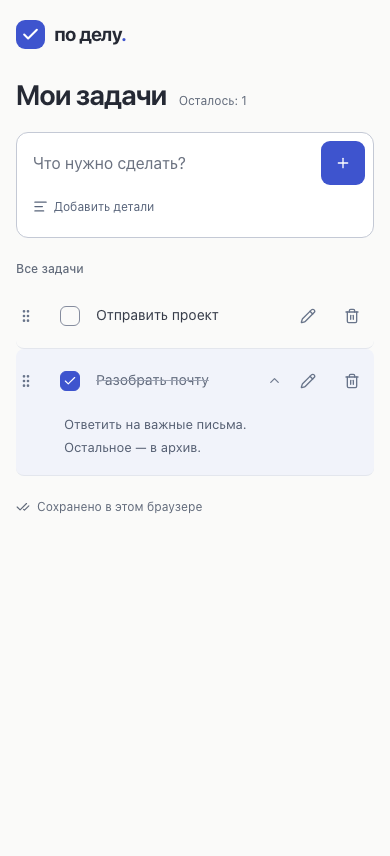 по делу.
Мои задачи
Осталось: 1
Что нужно сделать?
Добавить детали
Все задачи
Отправить проект
Разобрать почту
Ответить на важные письма.
Остальное — в архив.
Сохранено в этом браузере